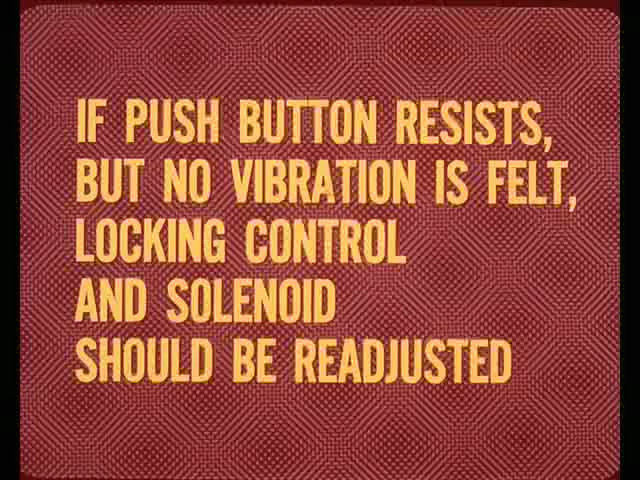 IF PUSH BUTTON RESISTS,
BUT NO VIBRATION IS FELT,
LOCKING CONTROL
AND SOLENOID
SHOULD BE READJUSTED